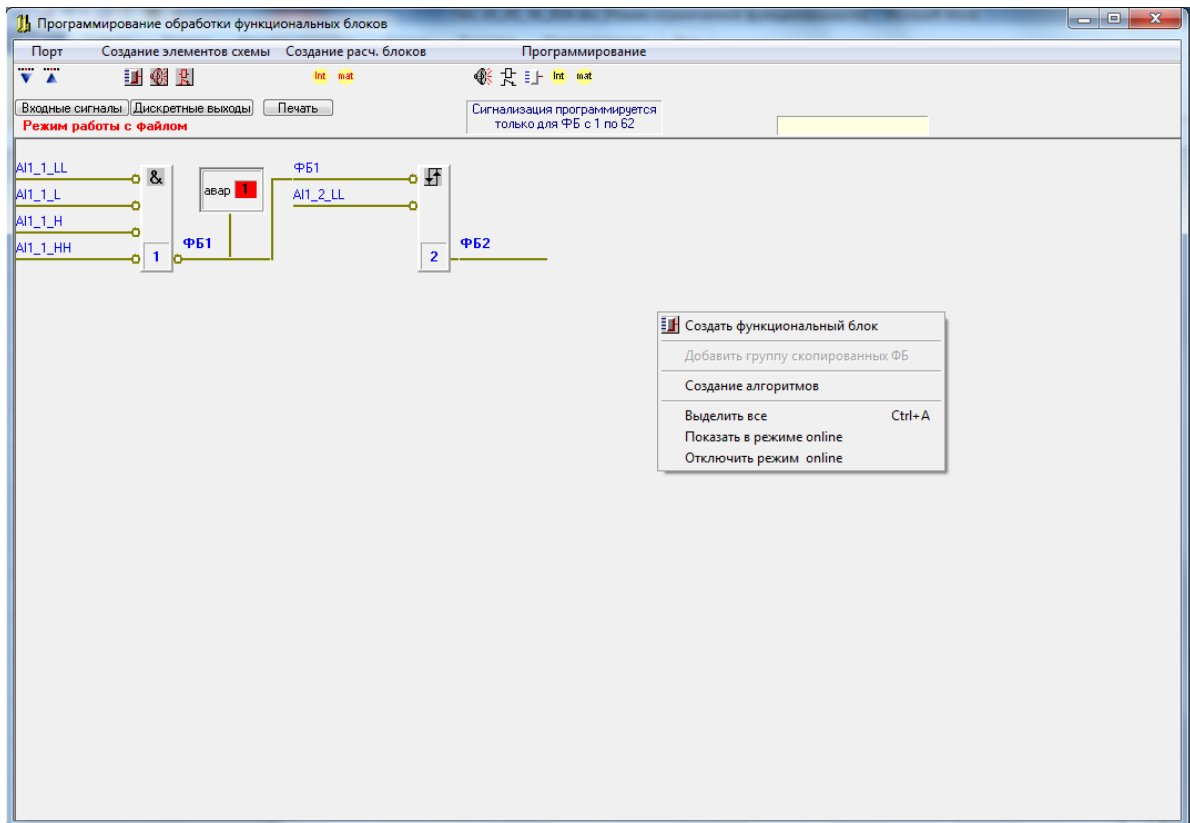 Программирование обработки функциональных блоков
Порт Создание элементов схемы Создание расч. блоков Программирование
Int mat Int mat
Входные сигналы Дискретные выходы Печать
Режим работы с файлом
Сигнализация программируется
только для ФБ с 1 по 62
AI1_1_LL
&
AI1_1_L
AI1_1_H
AI1_1_HH
1
авар 1
ФБ1
ФБ1
AI1_2_LL
2
ФБ2
Создать функциональный блок
Добавить группу скопированных ФБ
Создание алгоритмов
Выделить все Ctrl+A
Показать в режиме online
Отключить режим online